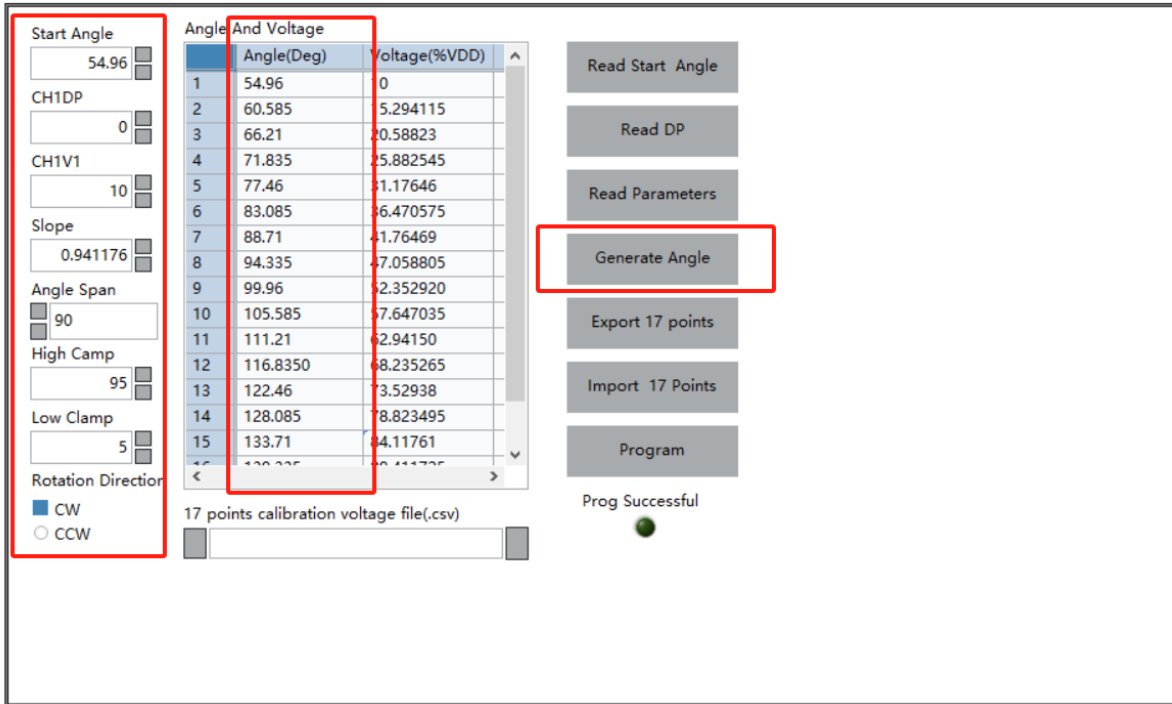 Start Angle
54.96
CH1DP
0
CH1V1
10
Slope
0.941176
Angle Span
90
High Camp
95
Low Clamp
5
Rotation Direction
CW
CCW
Angle And Voltage
Angle(Deg) Voltage(%VDD)
1 54.96 10
2 60.585 15.294115
3 66.21 20.58823
4 71.835 25.882545
5 77.46 31.17646
6 83.085 36.470575
7 88.71 41.76469
8 94.335 47.058805
9 99.96 52.352920
10 105.585 57.647035
11 111.21 62.94150
12 116.8350 68.235265
13 122.46 73.52938
14 128.085 78.823495
15 133.71 84.11761
17 points calibration voltage file(.csv)
Read Start Angle
Read DP
Read Parameters
Generate Angle
Export 17 points
Import 17 Points
Program
Prog Successful